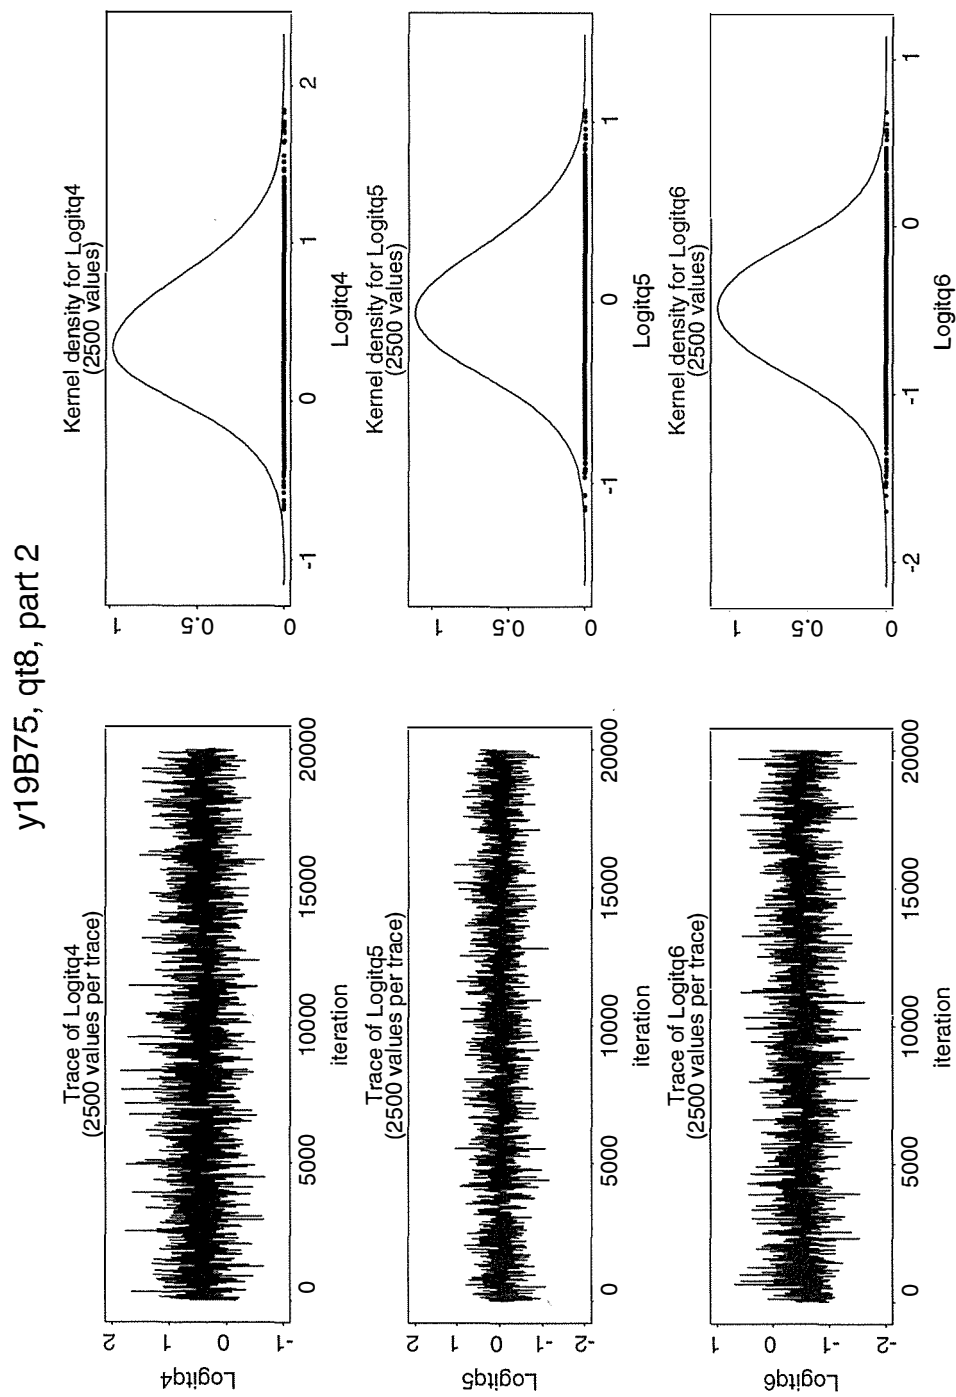 y19B75, qt8, part 2
Trace of Logitq4
(2500 values per trace)
Logitq4
2
1
0
-1
0
5000
10000
15000
20000
iteration
Kernel density for Logitq4
(2500 values)
1
0.5
0
-1
0
1
2
Logitq4
Trace of Logitq5
(2500 values per trace)
Logitq5
2
1
0
-1
-2
0
5000
10000
15000
20000
iteration
Kernel density for Logitq5
(2500 values)
1
0.5
0
-1
0
1
Logitq5
Trace of Logitq6
(2500 values per trace)
Logitq6
1
0
-1
-2
0
5000
10000
15000
20000
iteration
Kernel density for Logitq6
(2500 values)
1
0.5
0
-2
-1
0
1
Logitq6